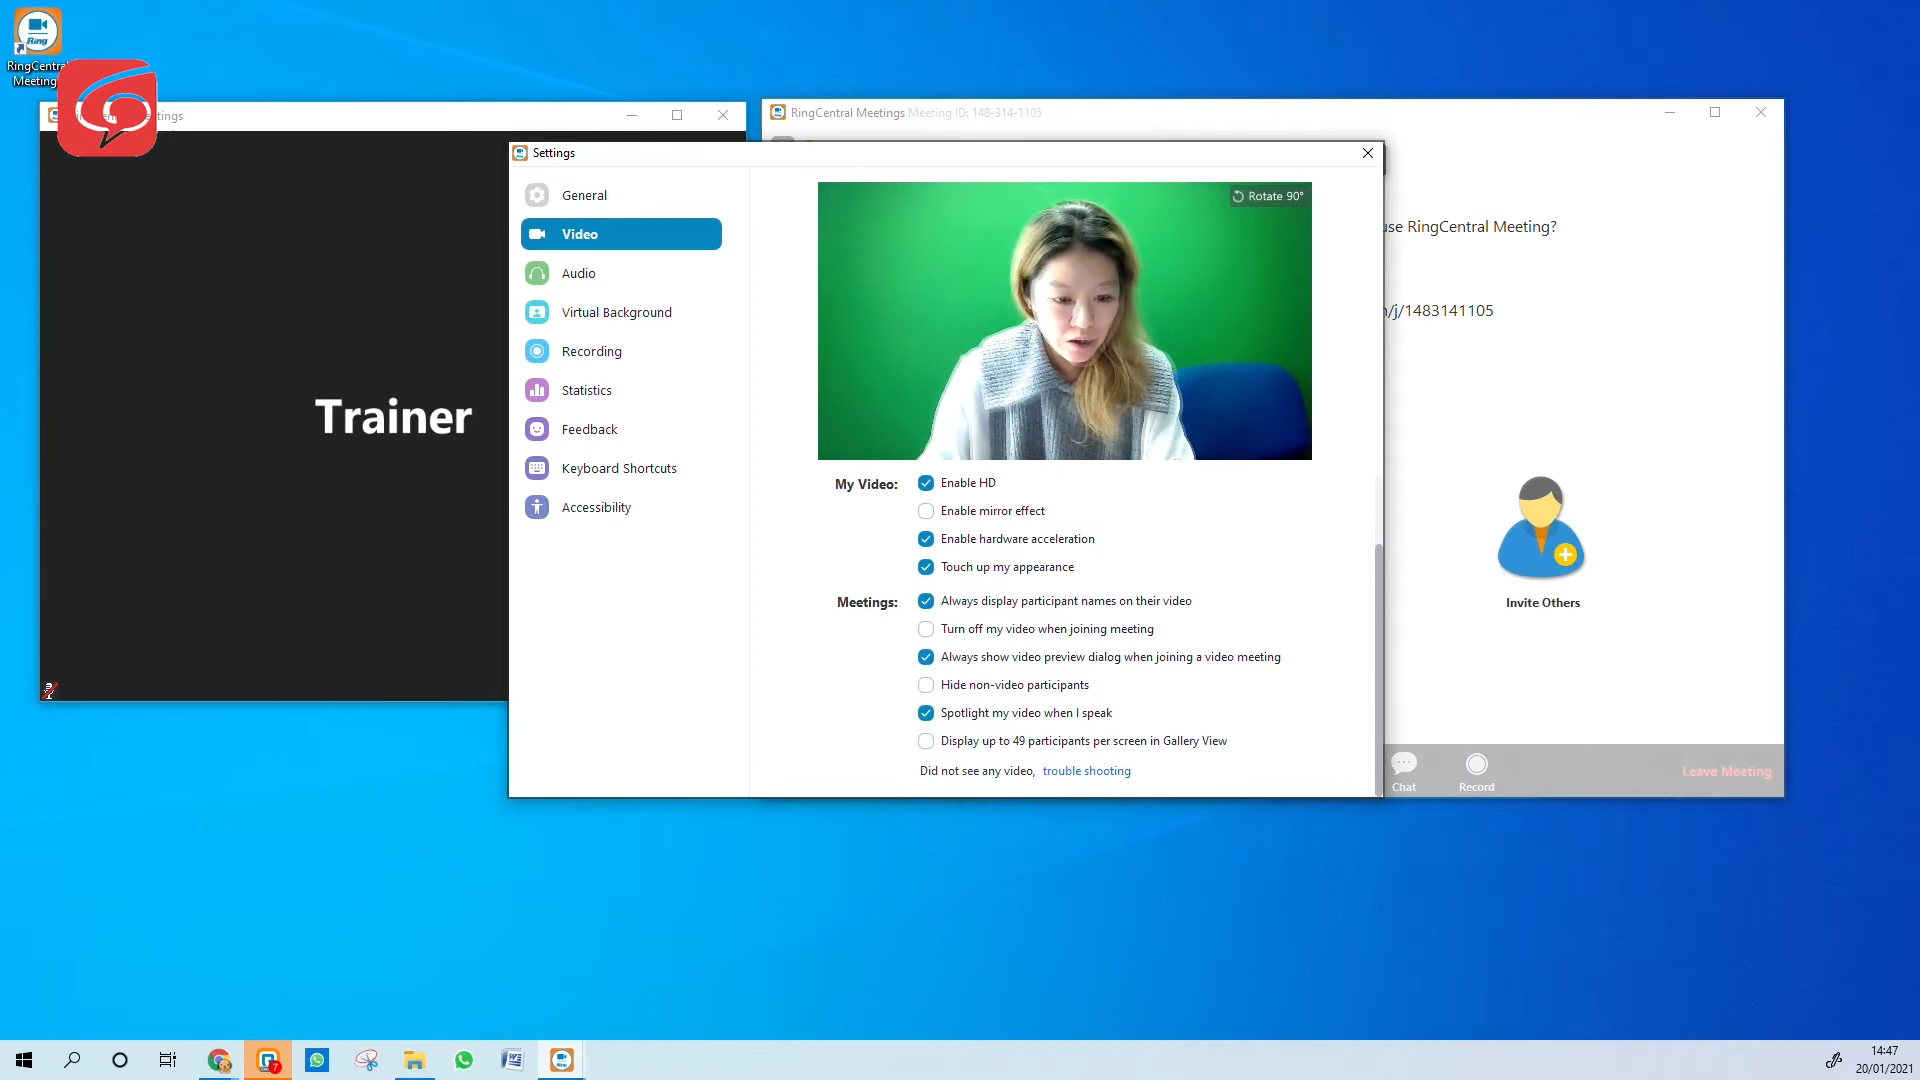 Ring
RingCentral
Meeting
RingCentral Meetings Meeting ID: 148-314-1105
Settings
General
Video
Audio
Virtual Background
Recording
Statistics
Feedback
Keyboard Shortcuts
Accessibility
Rotate 90°
use RingCentral Meeting?
/j/1483141105
Trainer
My Video:
Enable HD
Enable mirror effect
Enable hardware acceleration
Touch up my appearance
Meetings:
Always display participant names on their video
Turn off my video when joining meeting
Always show video preview dialog when joining a video meeting
Hide non-video participants
Spotlight my video when I speak
Display up to 49 participants per screen in Gallery View
Did not see any video, trouble shooting
Invite Others
Chat
Record
Leave Meeting
7
14:47
20/01/2021